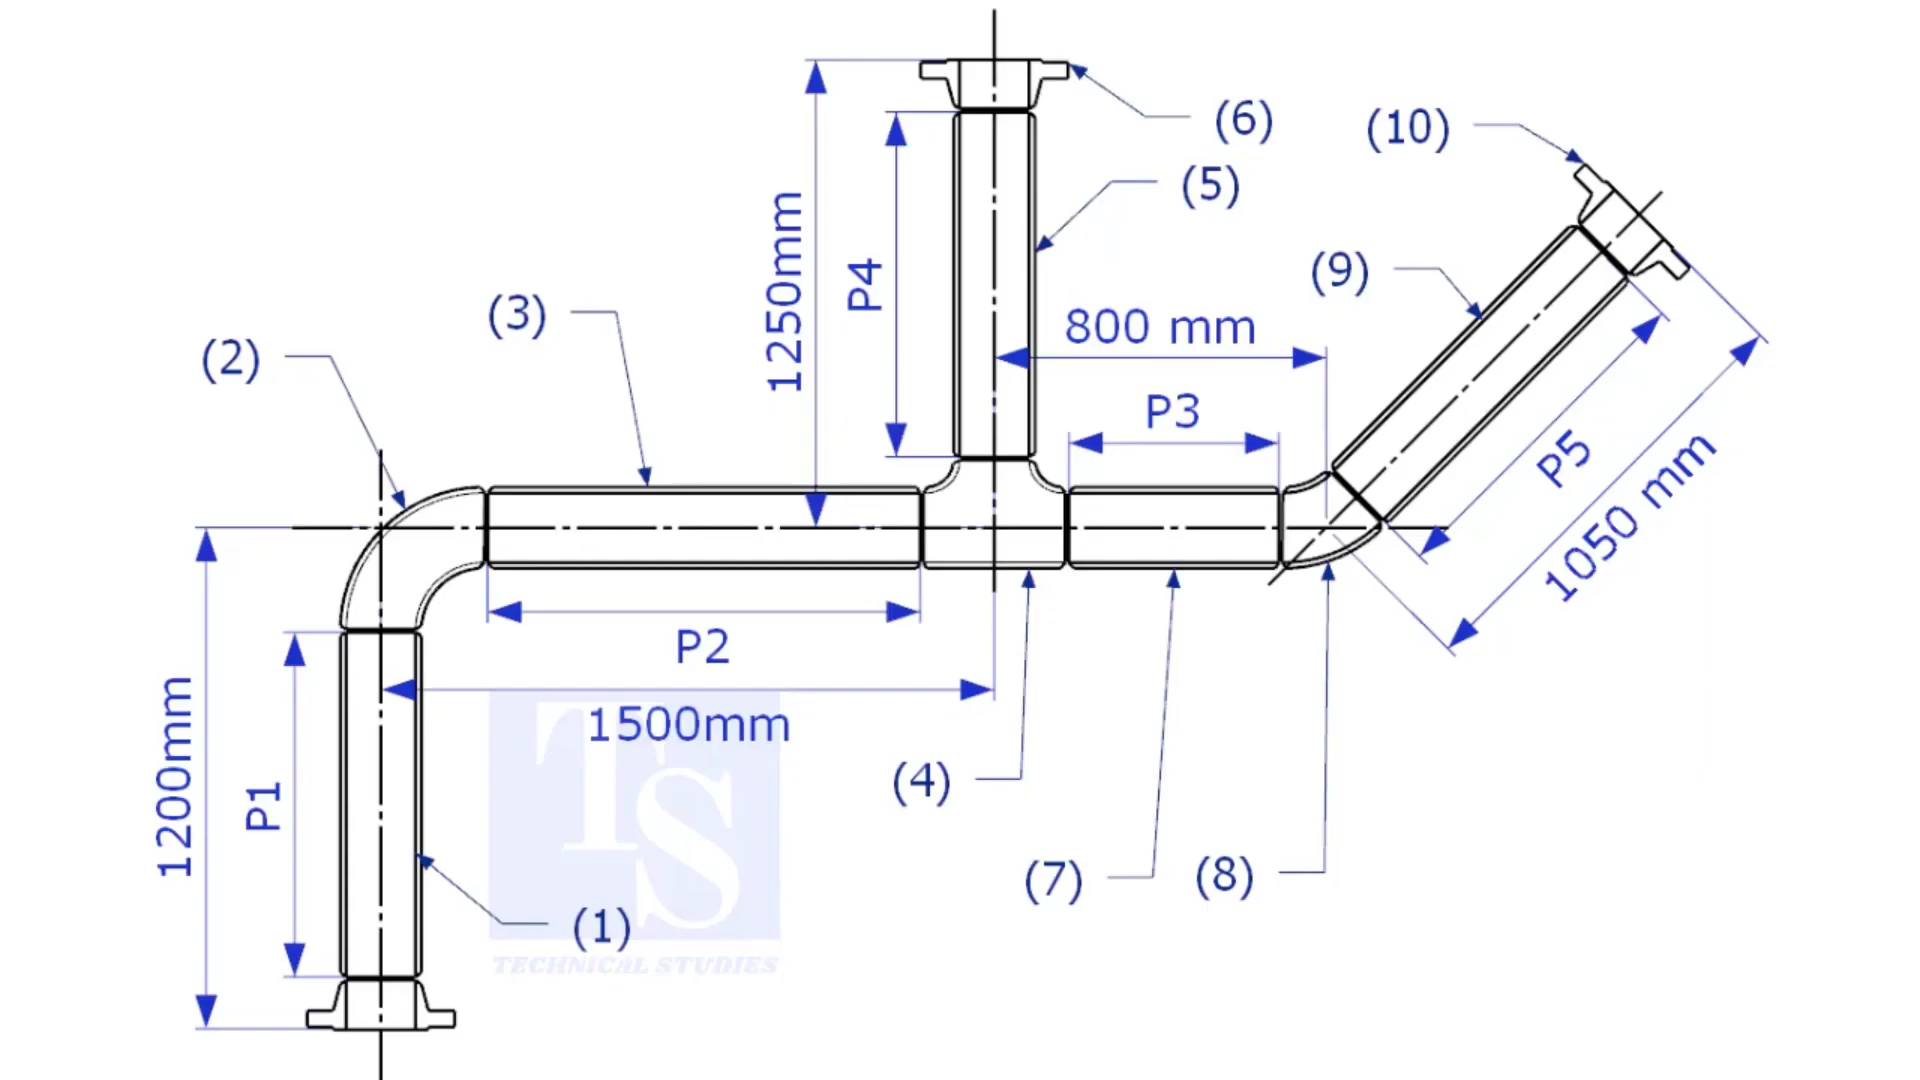 (6)
(10)
(5)
1250mm
P4
(9)
(3)
800 mm
(2)
P3
P5
1050 mm
P2
1500mm
1200mm
P1
(4)
(7)
(8)
(1)
TS
TECHNICAL STUDIES